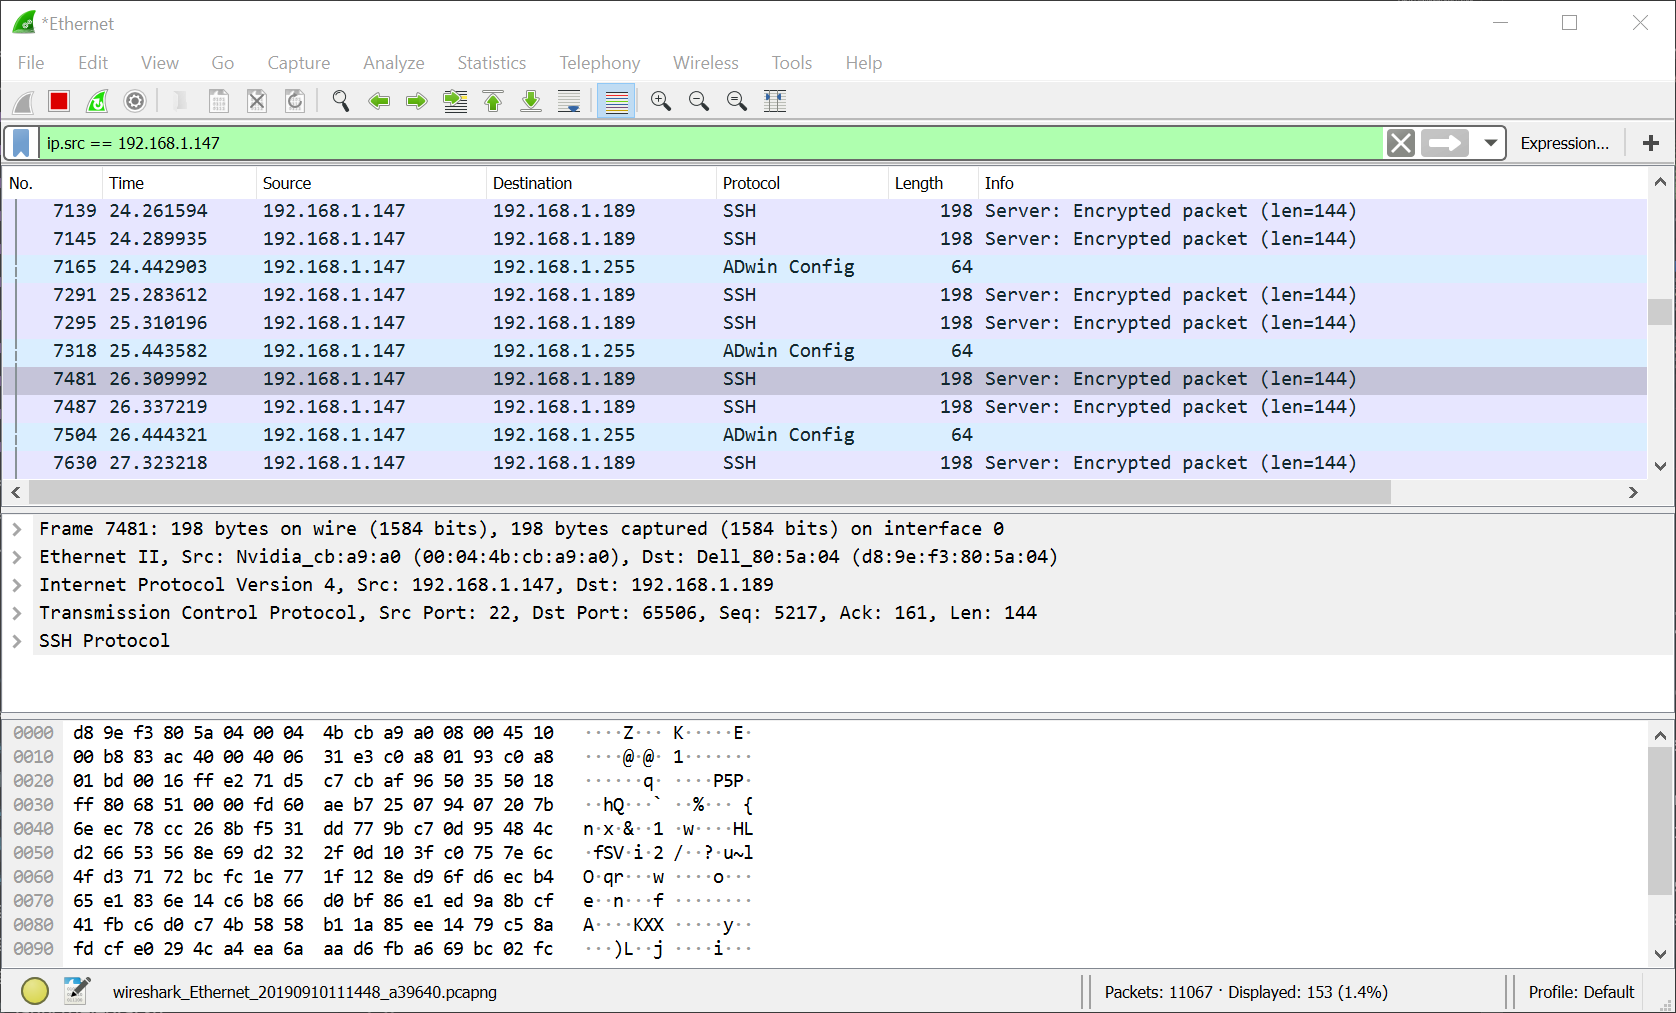 *Ethernet
File Edit View Go Capture Analyze Statistics Telephony Wireless Tools Help
ip.src == 192.168.1.147 Expression...
No. Time Source Destination Protocol Length Info
7139 24.261594 192.168.1.147 192.168.1.189 SSH 198 Server: Encrypted packet (len=144)
7145 24.289935 192.168.1.147 192.168.1.189 SSH 198 Server: Encrypted packet (len=144)
7165 24.442903 192.168.1.147 192.168.1.255 ADwin Config 64
7291 25.283612 192.168.1.147 192.168.1.189 SSH 198 Server: Encrypted packet (len=144)
7295 25.310196 192.168.1.147 192.168.1.189 SSH 198 Server: Encrypted packet (len=144)
7318 25.443582 192.168.1.147 192.168.1.255 ADwin Config 64
7481 26.309992 192.168.1.147 192.168.1.189 SSH 198 Server: Encrypted packet (len=144)
7487 26.337219 192.168.1.147 192.168.1.189 SSH 198 Server: Encrypted packet (len=144)
7504 26.444321 192.168.1.147 192.168.1.255 ADwin Config 64
7630 27.323218 192.168.1.147 192.168.1.189 SSH 198 Server: Encrypted packet (len=144)
Frame 7481: 198 bytes on wire (1584 bits), 198 bytes captured (1584 bits) on interface 0
Ethernet II, Src: Nvidia_cb:a9:a0 (00:04:4b:cb:a9:a0), Dst: Dell_80:5a:04 (d8:9e:f3:80:5a:04)
Internet Protocol Version 4, Src: 192.168.1.147, Dst: 192.168.1.189
Transmission Control Protocol, Src Port: 22, Dst Port: 65506, Seq: 5217, Ack: 161, Len: 144
SSH Protocol
0000 d8 9e f3 80 5a 04 00 04 4b cb a9 a0 08 00 45 10 ····Z··· K·····E·
0010 00 b8 83 ac 40 00 40 06 31 e3 c0 a8 01 93 c0 a8 ····@·@· 1·······
0020 01 bd 00 16 ff e2 71 d5 c7 cb af 96 50 35 50 18 ······q· ····P5P·
0030 ff 80 68 51 00 00 fd 60 ae b7 25 07 94 07 20 7b ··hQ···` ··%··· {
0040 6e ec 78 cc 26 8b f5 31 dd 77 9b c7 0d 95 48 4c n·x·&··1 ·w····HL
0050 d2 66 53 56 8e 69 d2 32 2f 0d 10 3f c0 75 7e 6c ·fSV·i·2 /··?·u~l
0060 4f d3 71 72 bc fc 1e 77 1f 12 8e d9 6f d6 ec b4 O·qr···w ····o···
0070 65 e1 83 6e 14 c6 b8 66 d0 bf 86 e1 ed 9a 8b cf e··n···f ········
0080 41 fb c6 d0 c7 4b 58 58 b1 1a 85 ee 14 79 c5 8a A····KXX ·····y··
0090 fd cf e0 29 4c a4 ea 6a aa d6 fb a6 69 bc 02 fc ···)L··j ····i···
wireshark_Ethernet_20190910111448_a39640.pcapng Packets: 11067 · Displayed: 153 (1.4%) Profile: Default